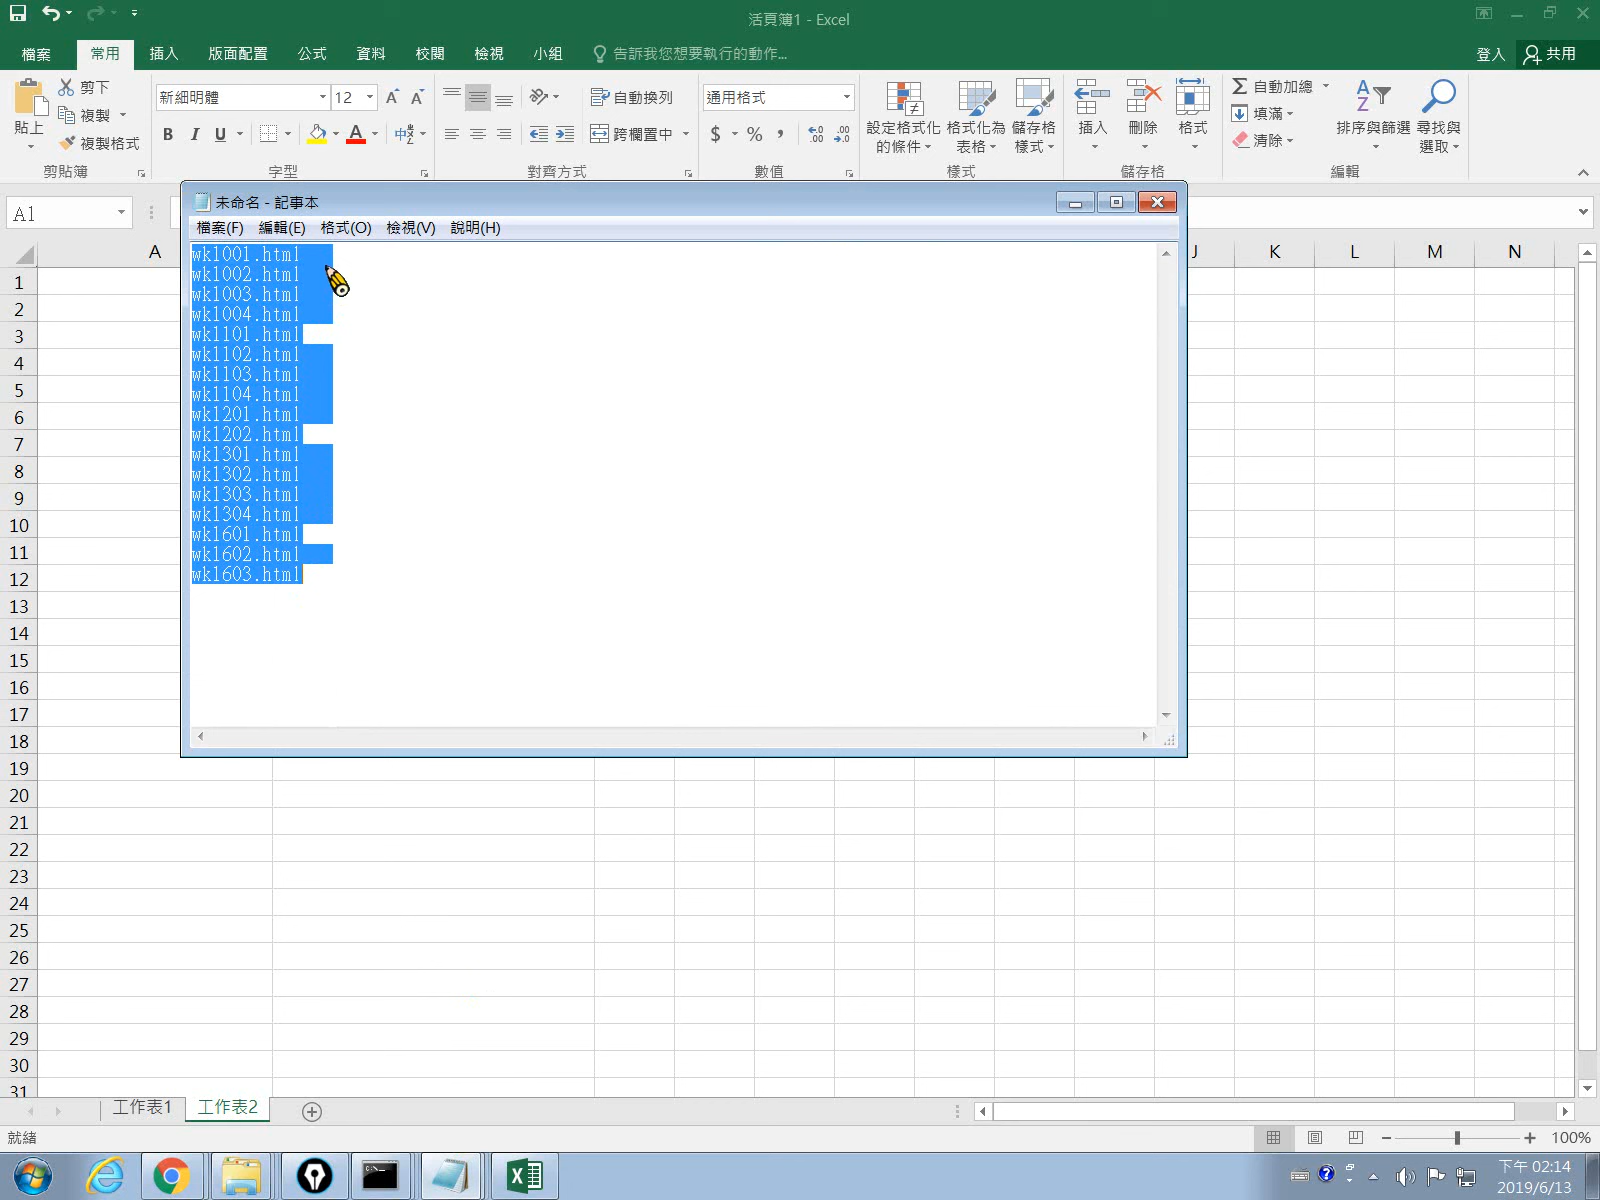 活頁簿1 - Excel
檔案 常用 插入 版面配置 公式 資料 校閱 檢視 小組 告訴我您想要執行的動作... 登入 共用
貼上 剪下 複製 複製格式 剪貼簿
新細明體 12 A A B I U A 字型
自動換列 跨欄置中 對齊方式
通用格式 $ % , 數值
設定格式化的條件 格式化為表格 儲存格樣式 樣式
插入 刪除 格式 儲存格
自動加總 填滿 清除 排序與篩選 尋找與選取 編輯
A1
未命名 - 記事本
檔案(F) 編輯(E) 格式(O) 檢視(V) 說明(H)
wk1001.html
wk1002.html
wk1003.html
wk1004.html
wk1101.html
wk1102.html
wk1103.html
wk1104.html
wk1201.html
wk1202.html
wk1301.html
wk1302.html
wk1303.html
wk1304.html
wk1601.html
wk1602.html
wk1603.html
A J K L M N
1
2
3
4
5
6
7
8
9
10
11
12
13
14
15
16
17
18
19
20
21
22
23
24
25
26
27
28
29
30
31
工作表1 工作表2
就緒 100%
下午 02:14
2019/6/13